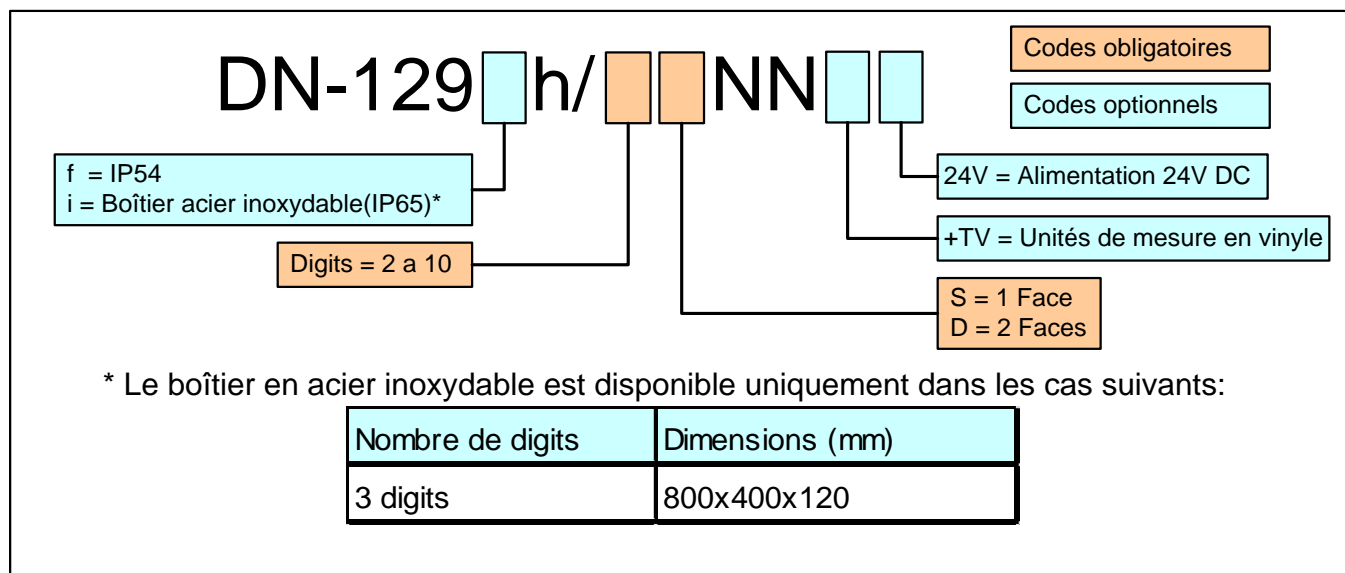 DN-129 h/ NN
Codes obligatoires
Codes optionnels
f = IP54
i = Boîtier acier inoxydable(IP65)*
24V = Alimentation 24V DC
+TV = Unités de mesure en vinyle
Digits = 2 a 10
S = 1 Face
D = 2 Faces
* Le boîtier en acier inoxydable est disponible uniquement dans les cas suivants:
Nombre de digits Dimensions (mm)
3 digits 800x400x120